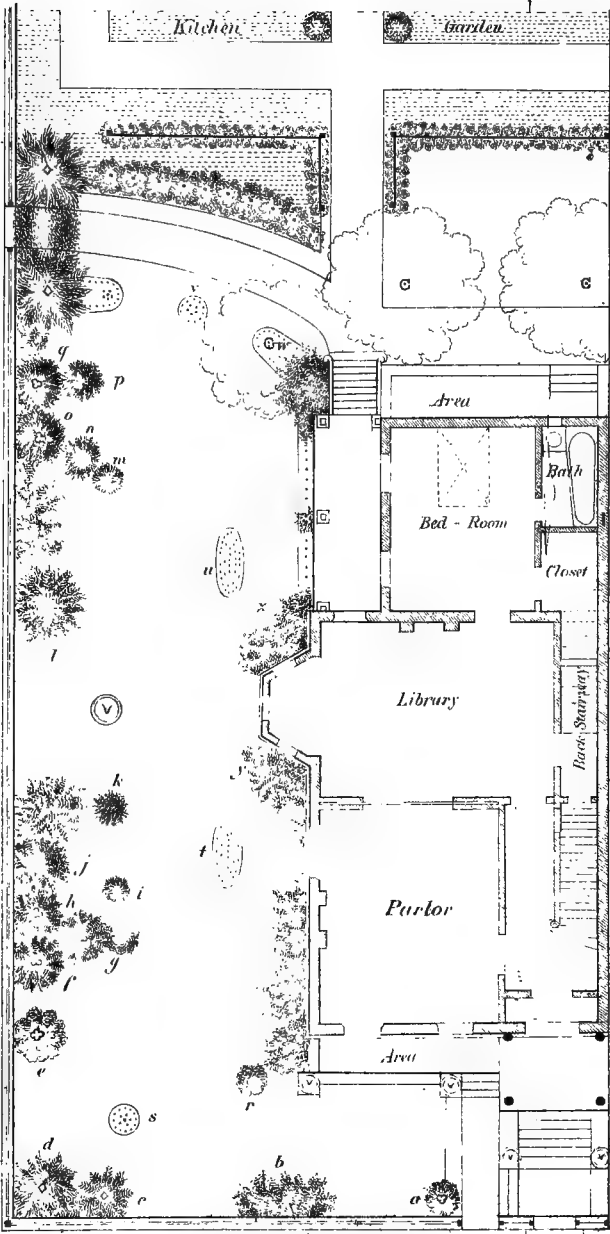 Kitchen Garden
v
q
p
Area
o
n
m
Bath
Bed - Room
u
Closet
x
l
Library
Back Stairway
y
k
t
j
i
h
Parlor
g
f
e
Area
r
s
d
b
c
a